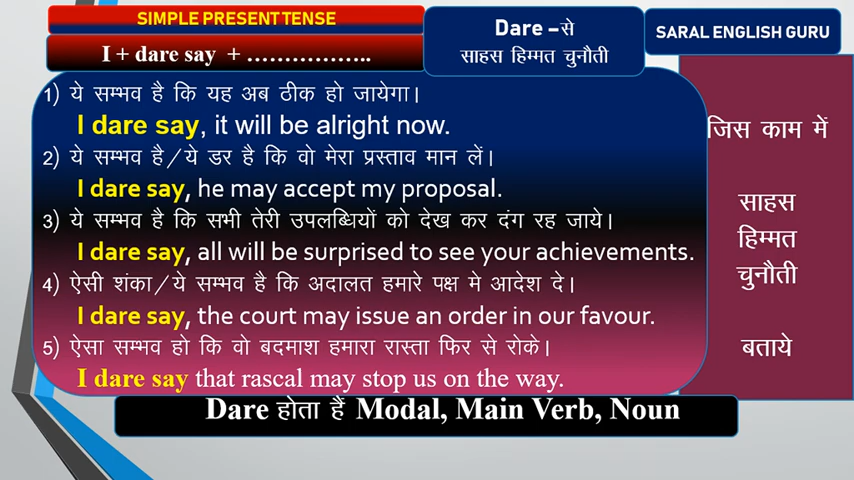 SIMPLE PRESENT TENSE
I + dare say + ………………..
Dare –से
साहस हिम्मत चुनौती
SARAL ENGLISH GURU
1) ये सम्भव है कि यह अब ठीक हो जायेगा।
I dare say, it will be alright now.
2) ये सम्भव है/ये डर है कि वो मेरा प्रस्ताव मान लें।
I dare say, he may accept my proposal.
3) ये सम्भव है कि सभी तेरी उपलब्धियों को देख कर दंग रह जाये।
I dare say, all will be surprised to see your achievements.
4) ऐसी शंका/ये सम्भव है कि अदालत हमारे पक्ष मे आदेश दे।
I dare say, the court may issue an order in our favour.
5) ऐसा सम्भव हो कि वो बदमाश हमारा रास्ता फिर से रोके।
I dare say that rascal may stop us on the way.
जिस काम में
साहस
हिम्मत
चुनौती
बताये
Dare होता हैं Modal, Main Verb, Noun